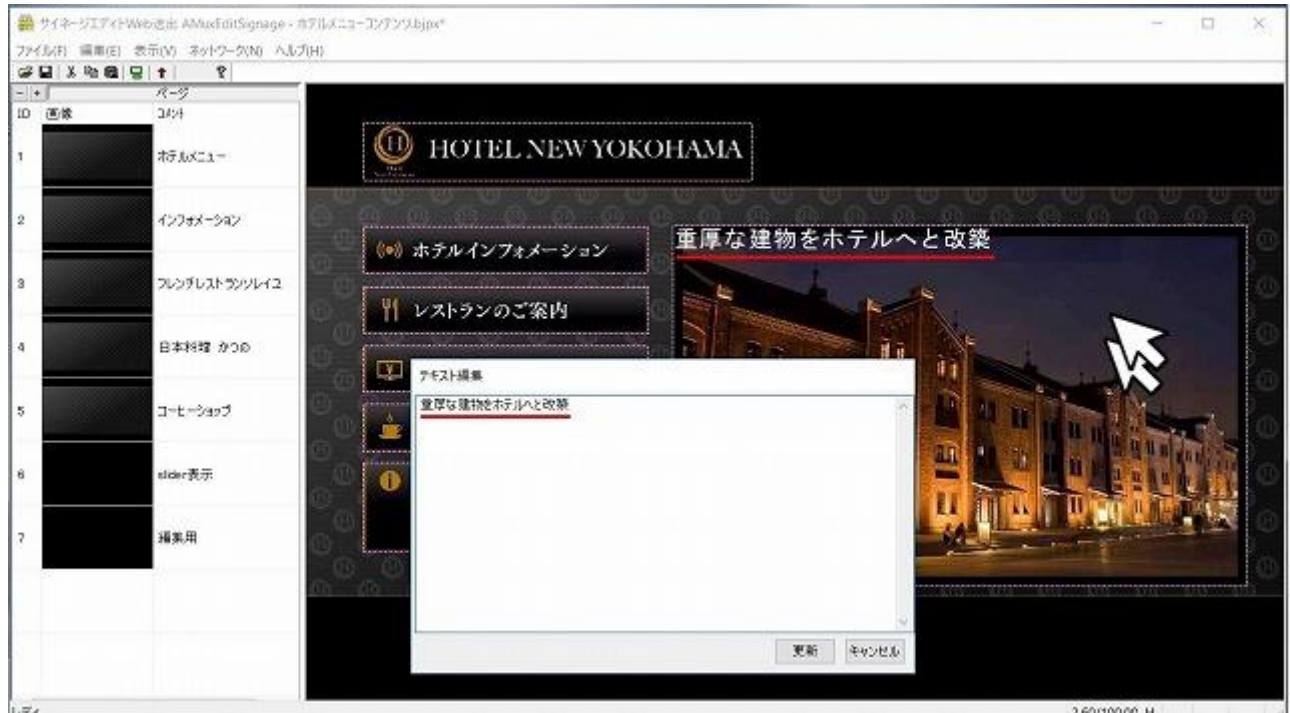 サイネージエディトWeb送出 AMuxEditSignage - ホテルメニューコンテンツ.bjpx*
ファイル(F) 編集(E) 表示(V) ネットワーク(N) ヘルプ(H)
- + ページ
ID 画像 コメント
1 ホテルメニュー
2 インフォメーション
3 フレンチレストランソレイユ
4 日本料理 かつの
5 コーヒーショップ
6 slider表示
7 編集用
HOTEL NEW YOKOHAMA
ホテルインフォメーション
レストランのご案内
重厚な建物をホテルへと改築
テキスト編集
重厚な建物をホテルへと改築
更新 キャンセル
レディ